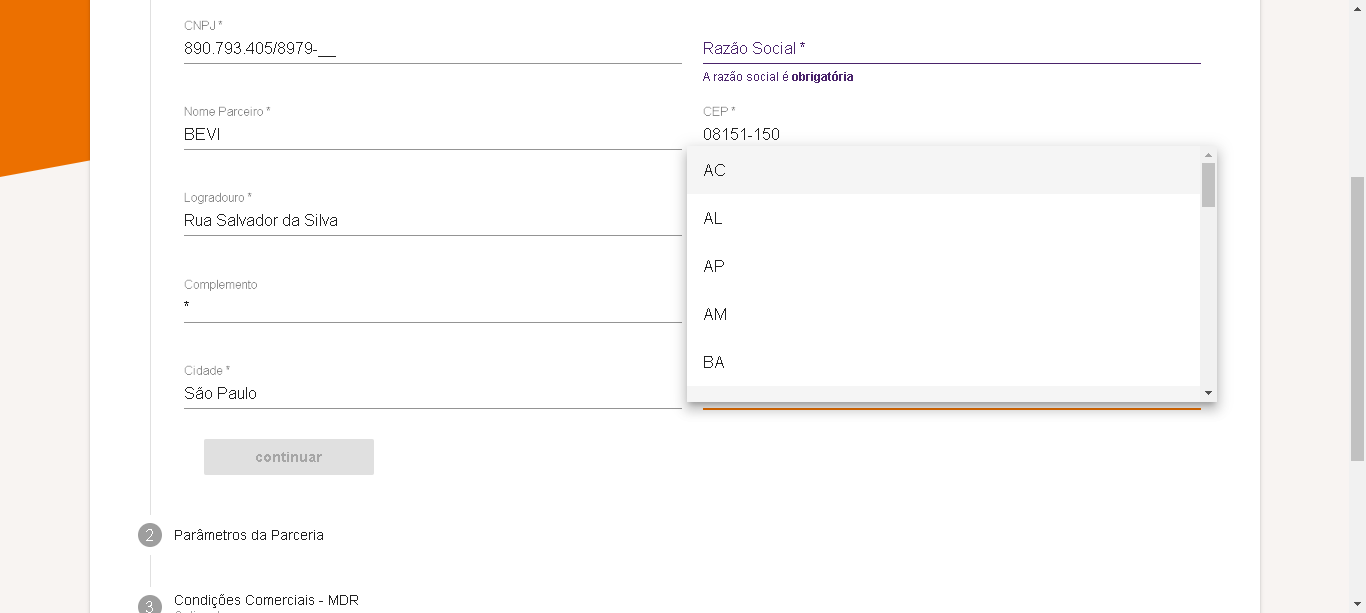 CNPJ *
890.793.405/8979-__
Razão Social *
A razão social é obrigatória
Nome Parceiro *
BEVI
CEP *
08151-150
AC
Logradouro *
Rua Salvador da Silva
AL
AP
Complemento
*
AM
BA
Cidade *
São Paulo
continuar
2 Parâmetros da Parceria
3 Condições Comerciais - MDR